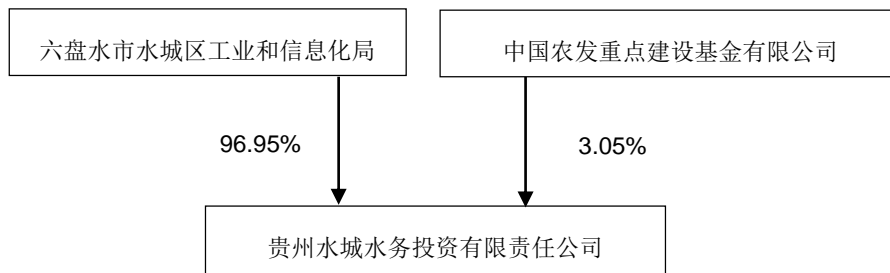 六盘水市水城区工业和信息化局
中国农发重点建设基金有限公司
96.95%
3.05%
贵州水城水务投资有限责任公司